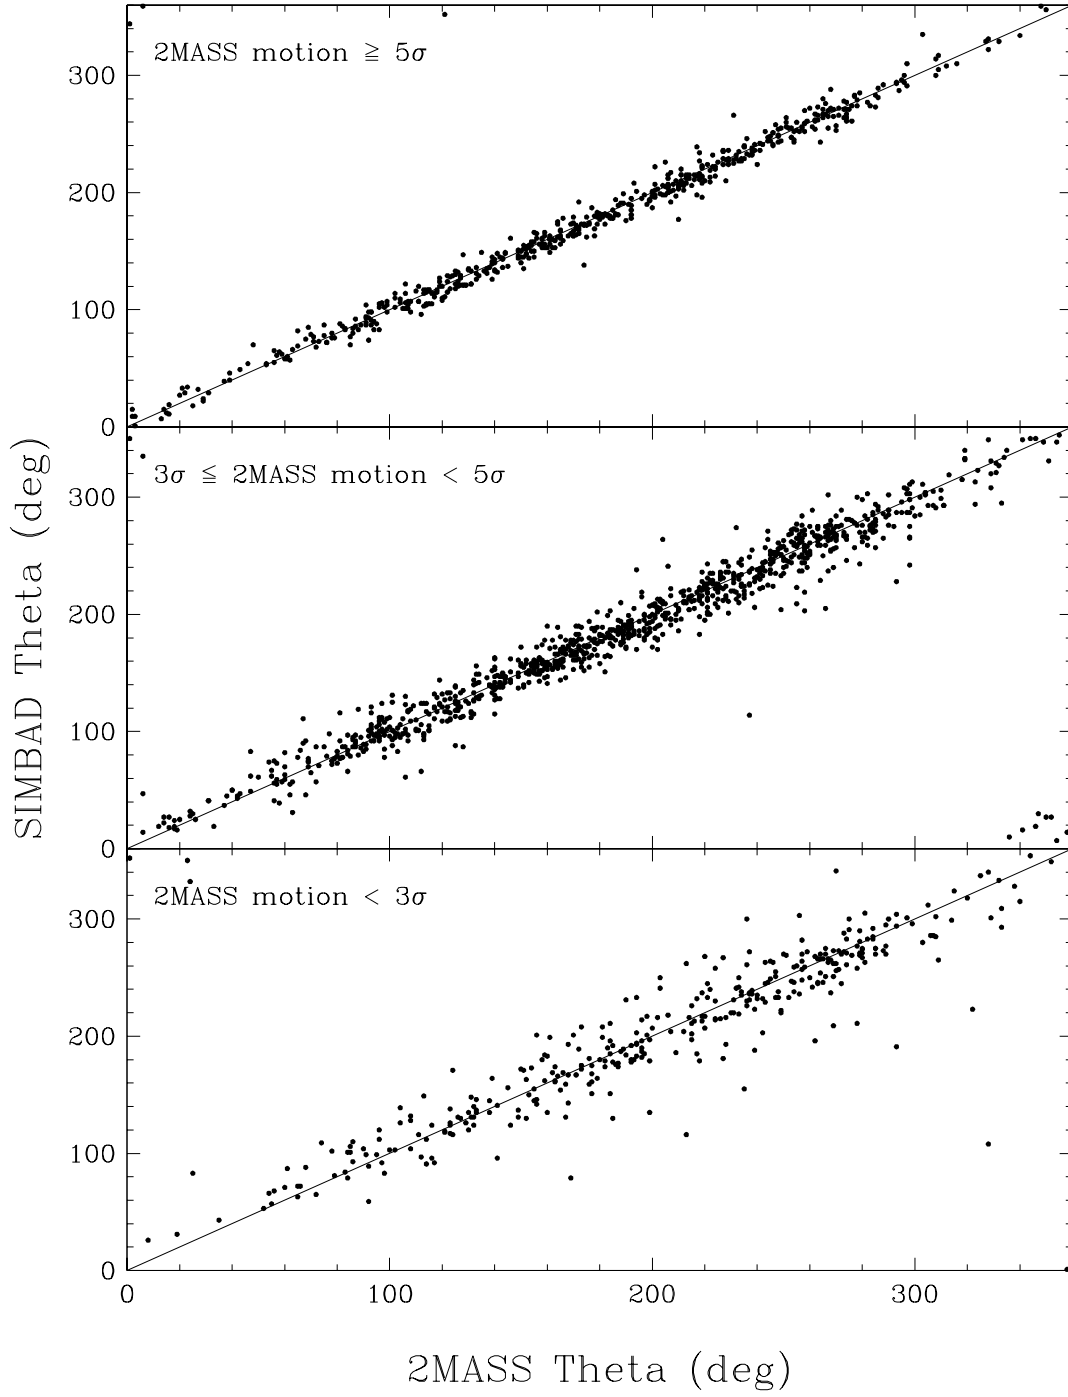 2MASS motion ≧ 5σ
300
200
100
0
3σ ≦ 2MASS motion < 5σ
300
200
100
0
2MASS motion < 3σ
300
200
100
0
0 100 200 300
SIMBAD Theta (deg)
2MASS Theta (deg)